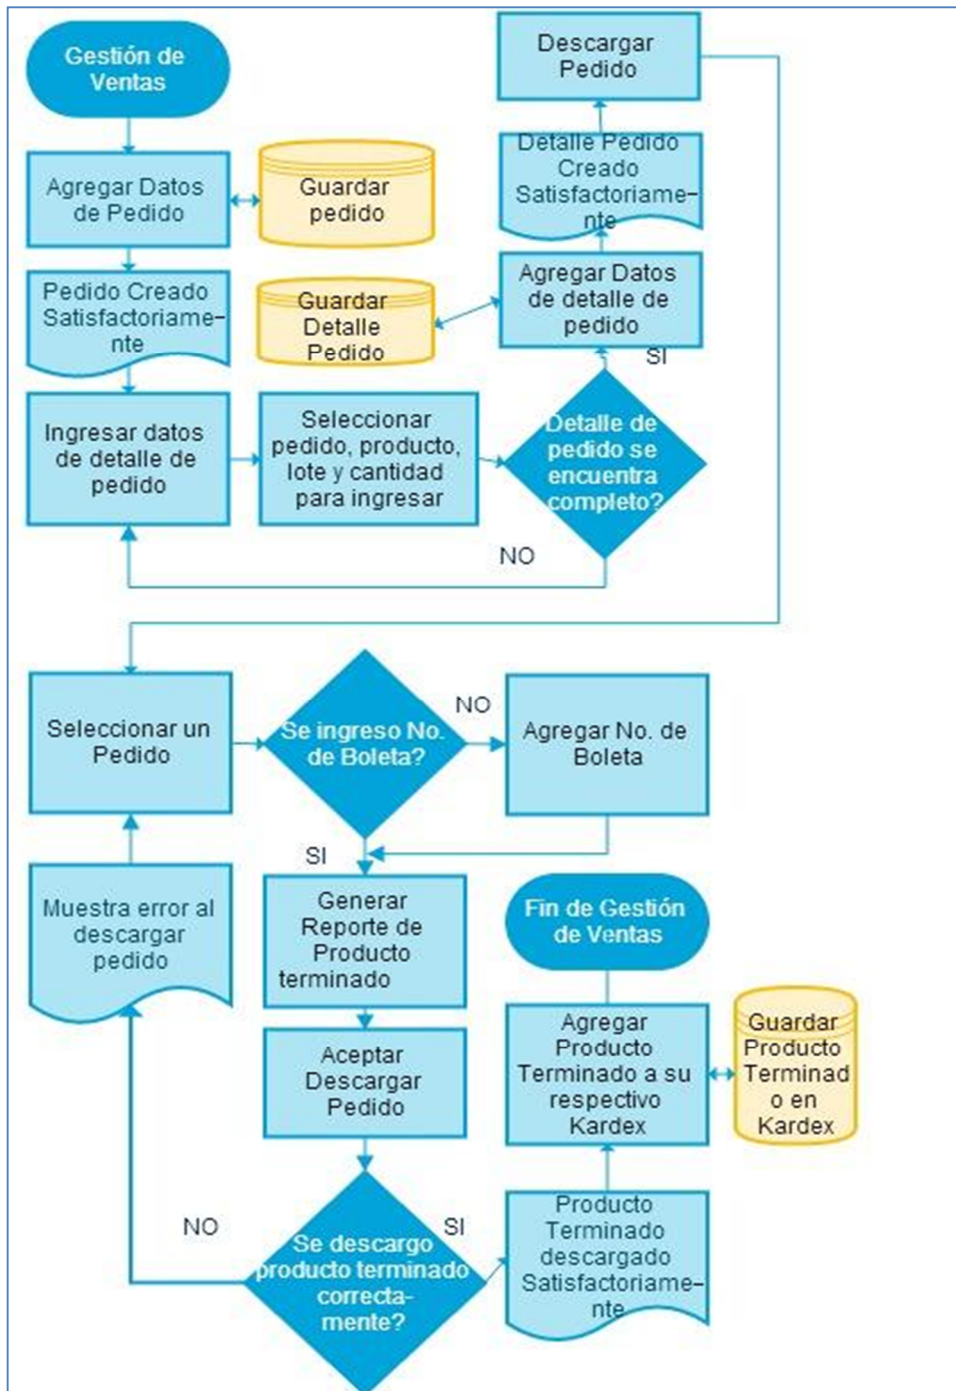 Gestión de
Ventas
Agregar Datos
de Pedido
Guardar
pedido
Pedido Creado
Satisfactoriame-
nte
Ingresar datos
de detalle de
pedido
Seleccionar
pedido, producto,
lote y cantidad
para ingresar
Detalle de
pedido se
encuentra
completo?
NO
SI
Agregar Datos
de detalle de
pedido
Guardar
Detalle
Pedido
Detalle Pedido
Creado
Satisfactoriame-
nte
Descargar
Pedido
Seleccionar un
Pedido
Se ingreso No.
de Boleta?
NO
Agregar No. de
Boleta
SI
Generar
Reporte de
Producto
terminado
Aceptar
Descargar
Pedido
Se descargo
producto terminado
correcta-
mente?
NO
Muestra error al
descargar
pedido
SI
Producto
Terminado
descargado
Satisfactoriame-
nte
Agregar
Producto
Terminado a su
respectivo
Kardex
Guardar
Producto
Terminad
o en
Kardex
Fin de Gestión
de Ventas